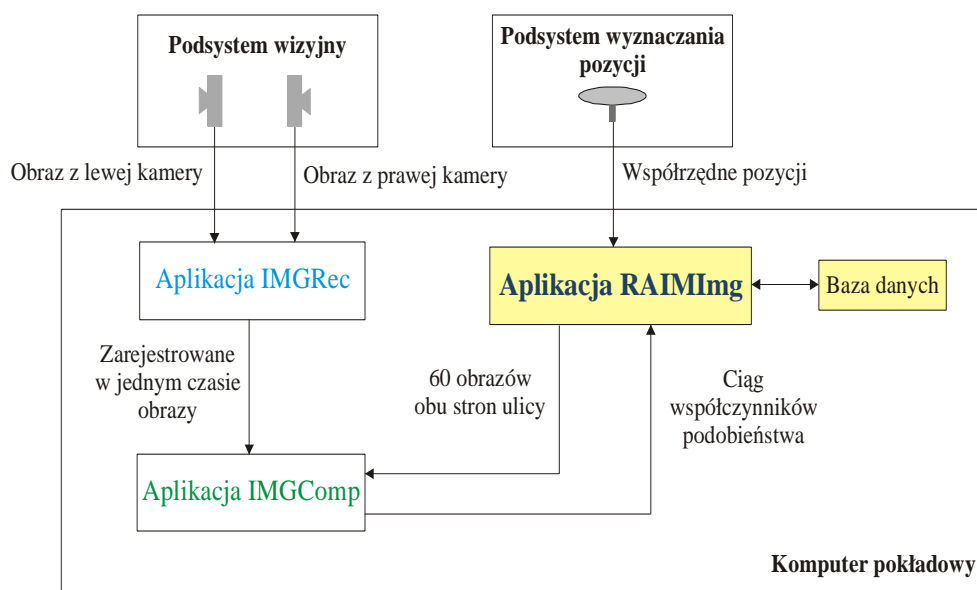 Podsystem wizyjny
Podsystem wyznaczania
pozycji
Obraz z lewej kamery
Obraz z prawej kamery
Współrzędne pozycji
Aplikacja IMGRec
Aplikacja RAIMImg
Baza danych
Zarejestrowane
w jednym czasie
obrazy
60 obrazów
obu stron ulicy
Ciąg
współczynników
podobieństwa
Aplikacja IMGComp
Komputer pokładowy